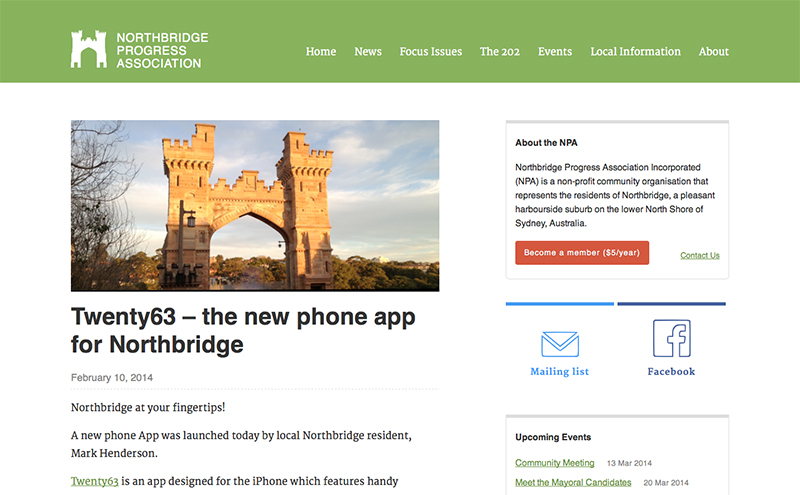 NORTHBRIDGE
PROGRESS
ASSOCIATION
Home News Focus Issues The 202 Events Local Information About
Twenty63 – the new phone app
for Northbridge
February 10, 2014
Northbridge at your fingertips!
A new phone App was launched today by local Northbridge resident,
Mark Henderson.
Twenty63 is an app designed for the iPhone which features handy
About the NPA
Northbridge Progress Association Incorporated
(NPA) is a non-profit community organisation that
represents the residents of Northbridge, a pleasant
harbourside suburb on the lower North Shore of
Sydney, Australia.
Become a member ($5/year) Contact Us
Mailing list Facebook
Upcoming Events
Community Meeting 13 Mar 2014
Meet the Mayoral Candidates 20 Mar 2014